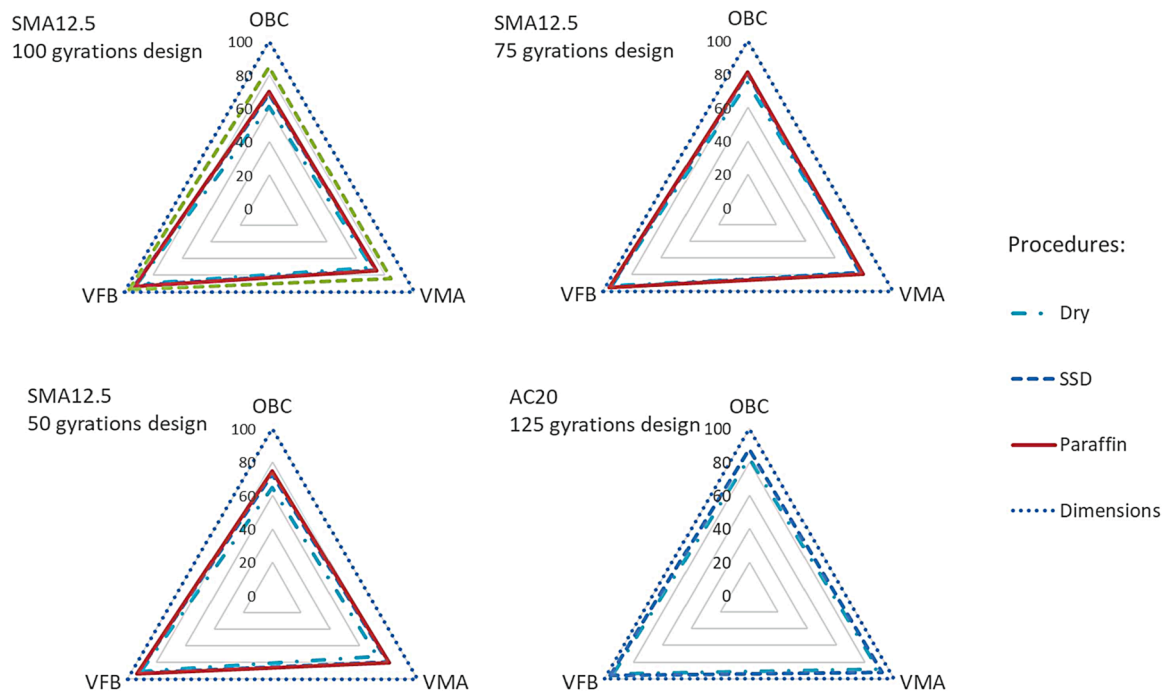 SMA12.5
100 gyrations design
OBC
100
80
60
40
20
0
VFB
VMA
SMA12.5
75 gyrations design
OBC
100
80
60
40
20
0
VFB
VMA
Procedures:
Dry
SSD
Paraffin
Dimensions
SMA12.5
50 gyrations design
OBC
100
80
60
40
20
0
VFB
VMA
AC20
125 gyrations design
OBC
100
80
60
40
20
0
VFB
VMA